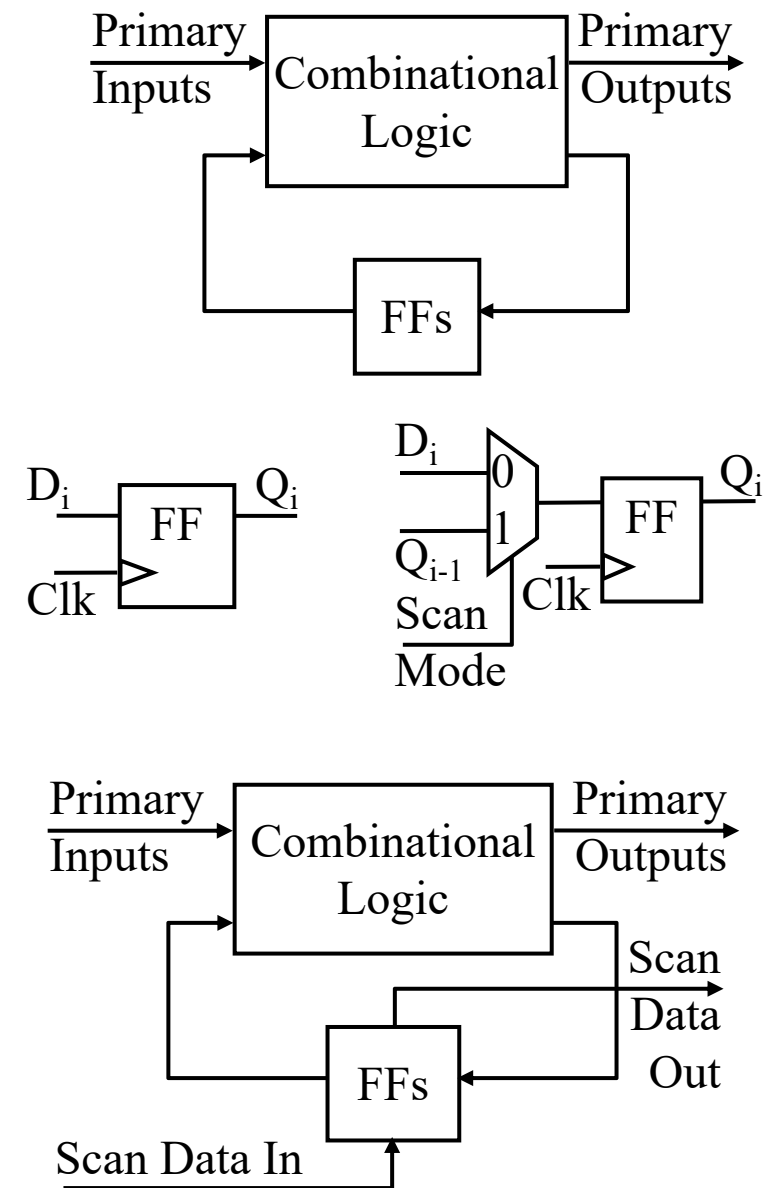 Primary
Inputs
Combinational
Logic
Primary
Outputs
FFs
Dᵢ
Clk
FF
Qᵢ
Dᵢ
0
1
Qᵢ₋₁
Scan
Mode
Clk
FF
Qᵢ
Primary
Inputs
Combinational
Logic
Primary
Outputs
Scan
Data
Out
FFs
Scan Data In